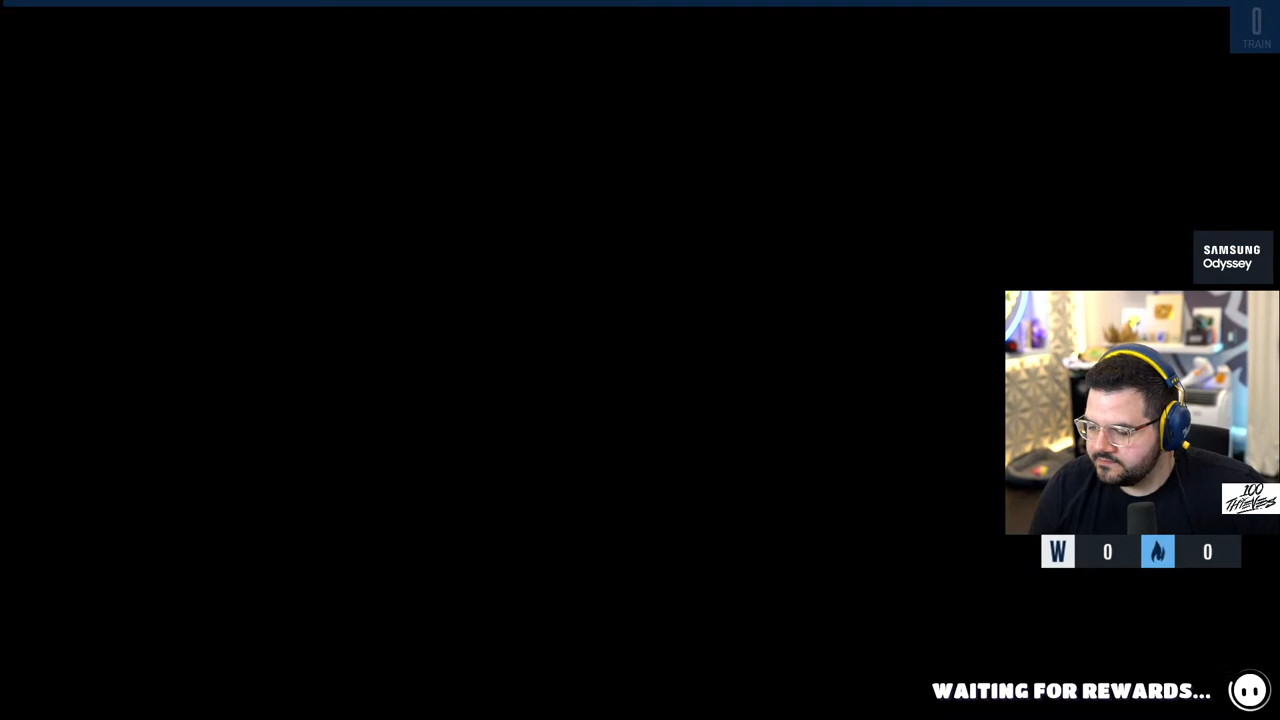 0
TRAIN
SAMSUNG
Odyssey
100
THIEVES
W 0 0
WAITING FOR REWARDS...